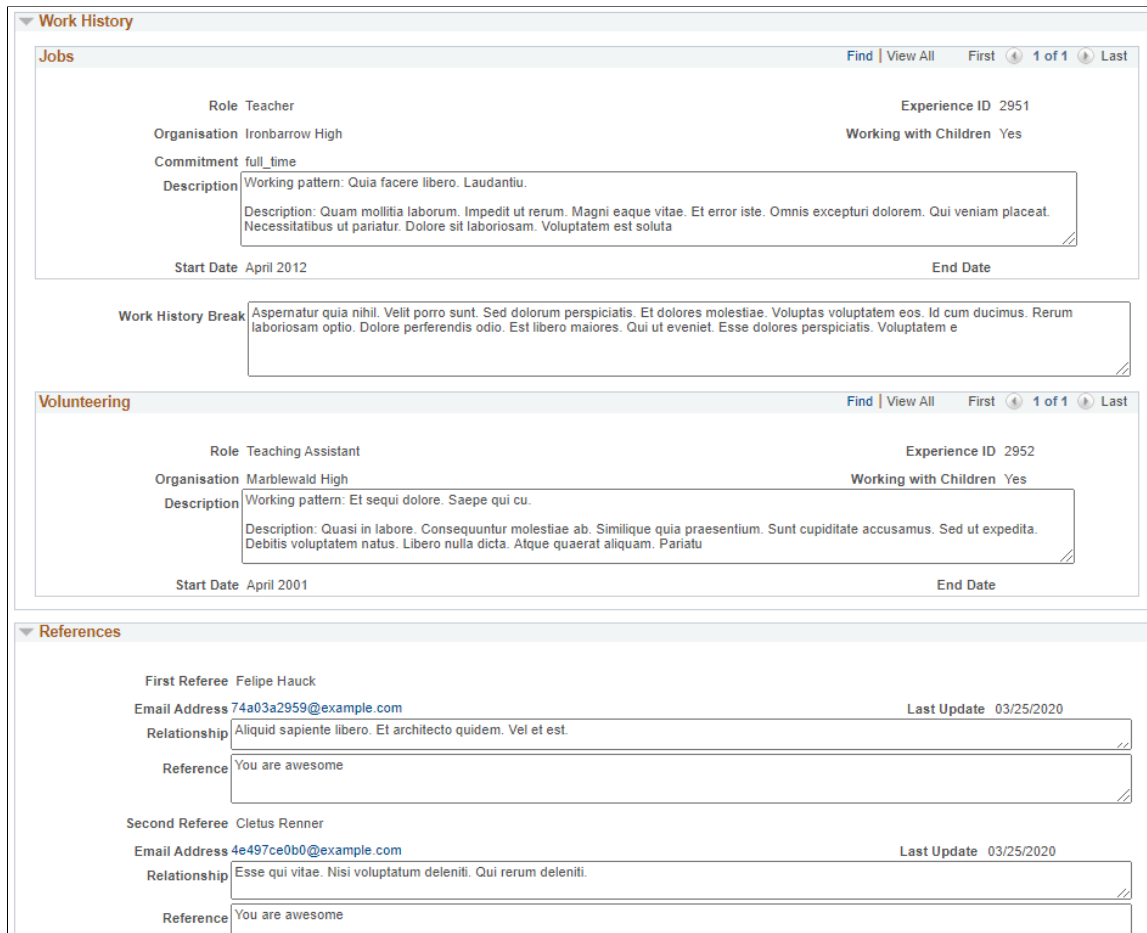 Work History
Jobs Find | View All First 1 of 1 Last
Role Teacher Experience ID 2951
Organisation Ironbarrow High Working with Children Yes
Commitment full_time
Description Working pattern: Quia facere libero. Laudantiu.
Description: Quam mollitia laborum. Impedit ut rerum. Magni eaque vitae. Et error iste. Omnis excepturi dolorem. Qui veniam placeat.
Necessitatibus ut pariatur. Dolore sit laboriosam. Voluptatem est soluta
Start Date April 2012 End Date
Work History Break Aspernatur quia nihil. Velit porro sunt. Sed dolorum perspiciatis. Et dolores molestiae. Voluptas voluptatem eos. Id cum ducimus. Rerum
laboriosam optio. Dolore perferendis odio. Est libero maiores. Qui ut eveniet. Esse dolores perspiciatis. Voluptatem e
Volunteering Find | View All First 1 of 1 Last
Role Teaching Assistant Experience ID 2952
Organisation Marblewald High Working with Children Yes
Description Working pattern: Et sequi dolore. Saepe qui cu.
Description: Quasi in labore. Consequuntur molestiae ab. Similique quia praesentium. Sunt cupiditate accusamus. Sed ut expedita.
Debitis voluptatem natus. Libero nulla dicta. Atque quaerat aliquam. Pariatu
Start Date April 2001 End Date
References
First Referee Felipe Hauck
Email Address 74a03a2959@example.com Last Update 03/25/2020
Relationship Aliquid sapiente libero. Et architecto quidem. Vel et est.
Reference You are awesome
Second Referee Cletus Renner
Email Address 4e497ce0b0@example.com Last Update 03/25/2020
Relationship Esse qui vitae. Nisi voluptatum deleniti. Qui rerum deleniti.
Reference You are awesome